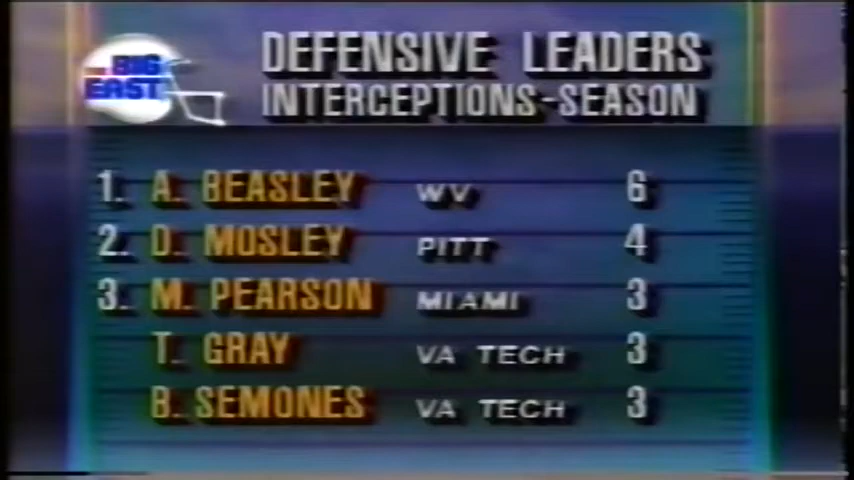 THE BIG EAST
DEFENSIVE LEADERS
INTERCEPTIONS-SEASON
1. A. BEASLEY WV 6
2. D. MOSLEY PITT 4
3. M. PEARSON MIAMI 3
T. GRAY VA TECH 3
B. SEMONES VA TECH 3